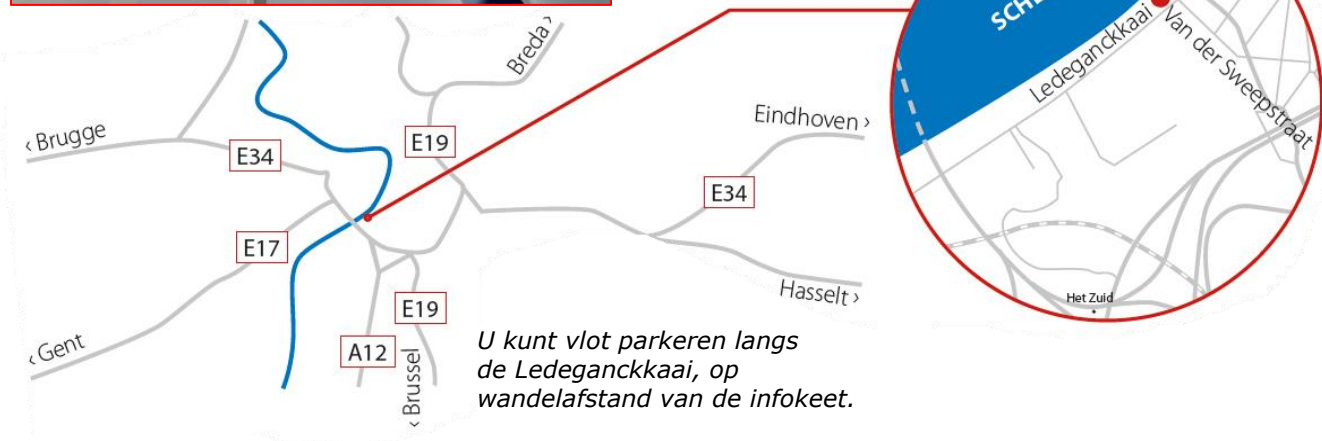 SCHE
Ledeganckkaai
Van der Sweepstraat
Het Zuid
Breda ›
‹ Brugge
E34
E19
Eindhoven ›
E34
E17
Hasselt ›
E19
‹ Gent
A12
‹ Brussel
U kunt vlot parkeren langs
de Ledeganckkaai, op
wandelafstand van de infokeet.